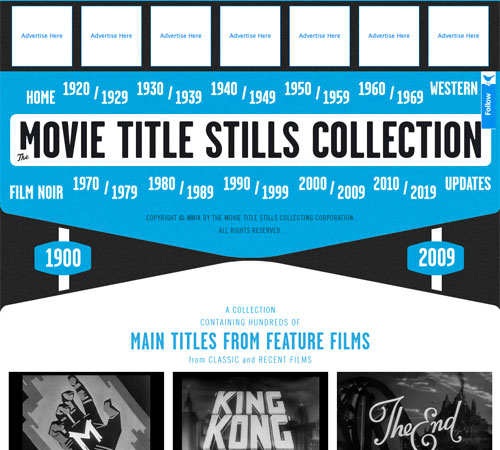 Advertise Here Advertise Here Advertise Here Advertise Here Advertise Here Advertise Here Advertise Here
HOME 1920 / 1929 1930 / 1939 1940 / 1949 1950 / 1959 1960 / 1969 WESTERN
Follow
The MOVIE TITLE STILLS COLLECTION
FILM NOIR 1970 / 1979 1980 / 1989 1990 / 1999 2000 / 2009 2010 / 2019 UPDATES
COPYRIGHT © MMIX BY THE MOVIE TITLE STILLS COLLECTING CORPORATION.
ALL RIGHTS RESERVED.
1900 2009
A COLLECTION
CONTAINING HUNDREDS OF
MAIN TITLES FROM FEATURE FILMS
from CLASSIC and RECENT FILMS
M
KING
KONG
The End